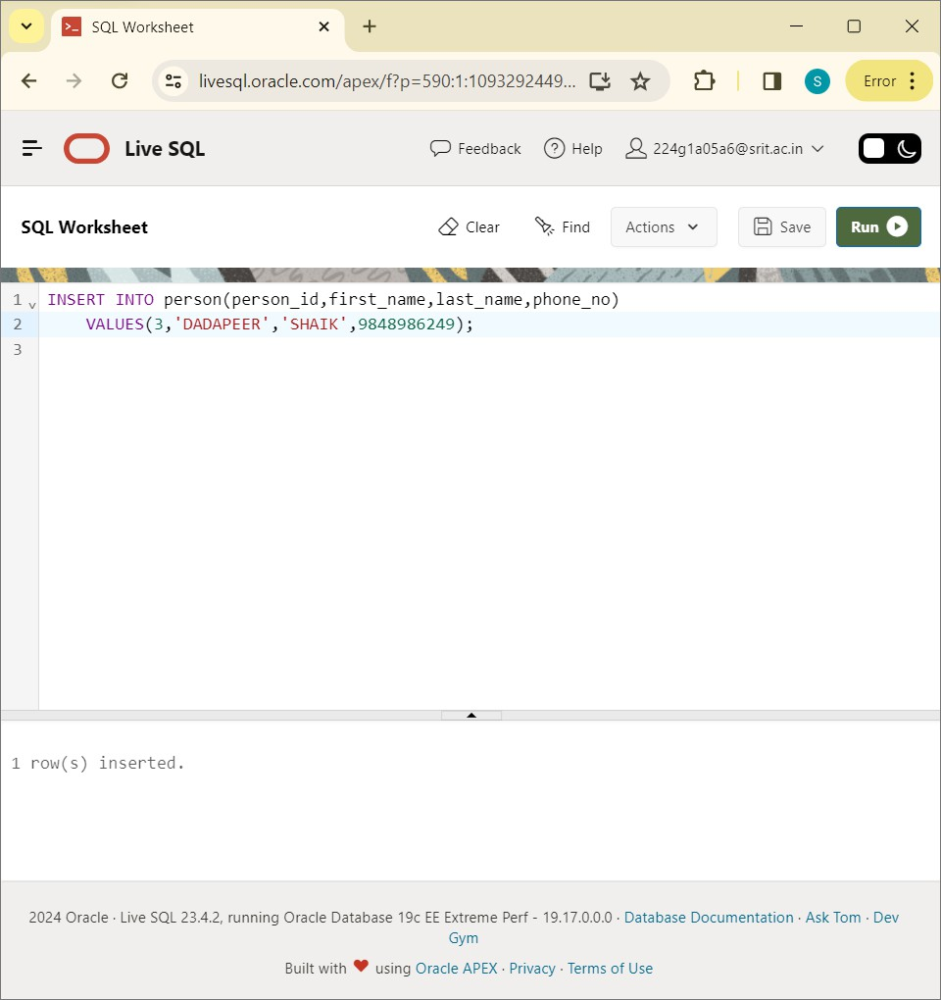 SQL Worksheet
livesql.oracle.com/apex/f?p=590:1:1093292449... S Error
Live SQL Feedback Help 224g1a05a6@srit.ac.in
SQL Worksheet Clear Find Actions Save Run
1 INSERT INTO person(person_id,first_name,last_name,phone_no)
2 VALUES(3,'DADAPEER','SHAIK',9848986249);
3
1 row(s) inserted.
2024 Oracle · Live SQL 23.4.2, running Oracle Database 19c EE Extreme Perf - 19.17.0.0.0 · Database Documentation · Ask Tom · Dev
Gym
Built with ❤ using Oracle APEX · Privacy · Terms of Use